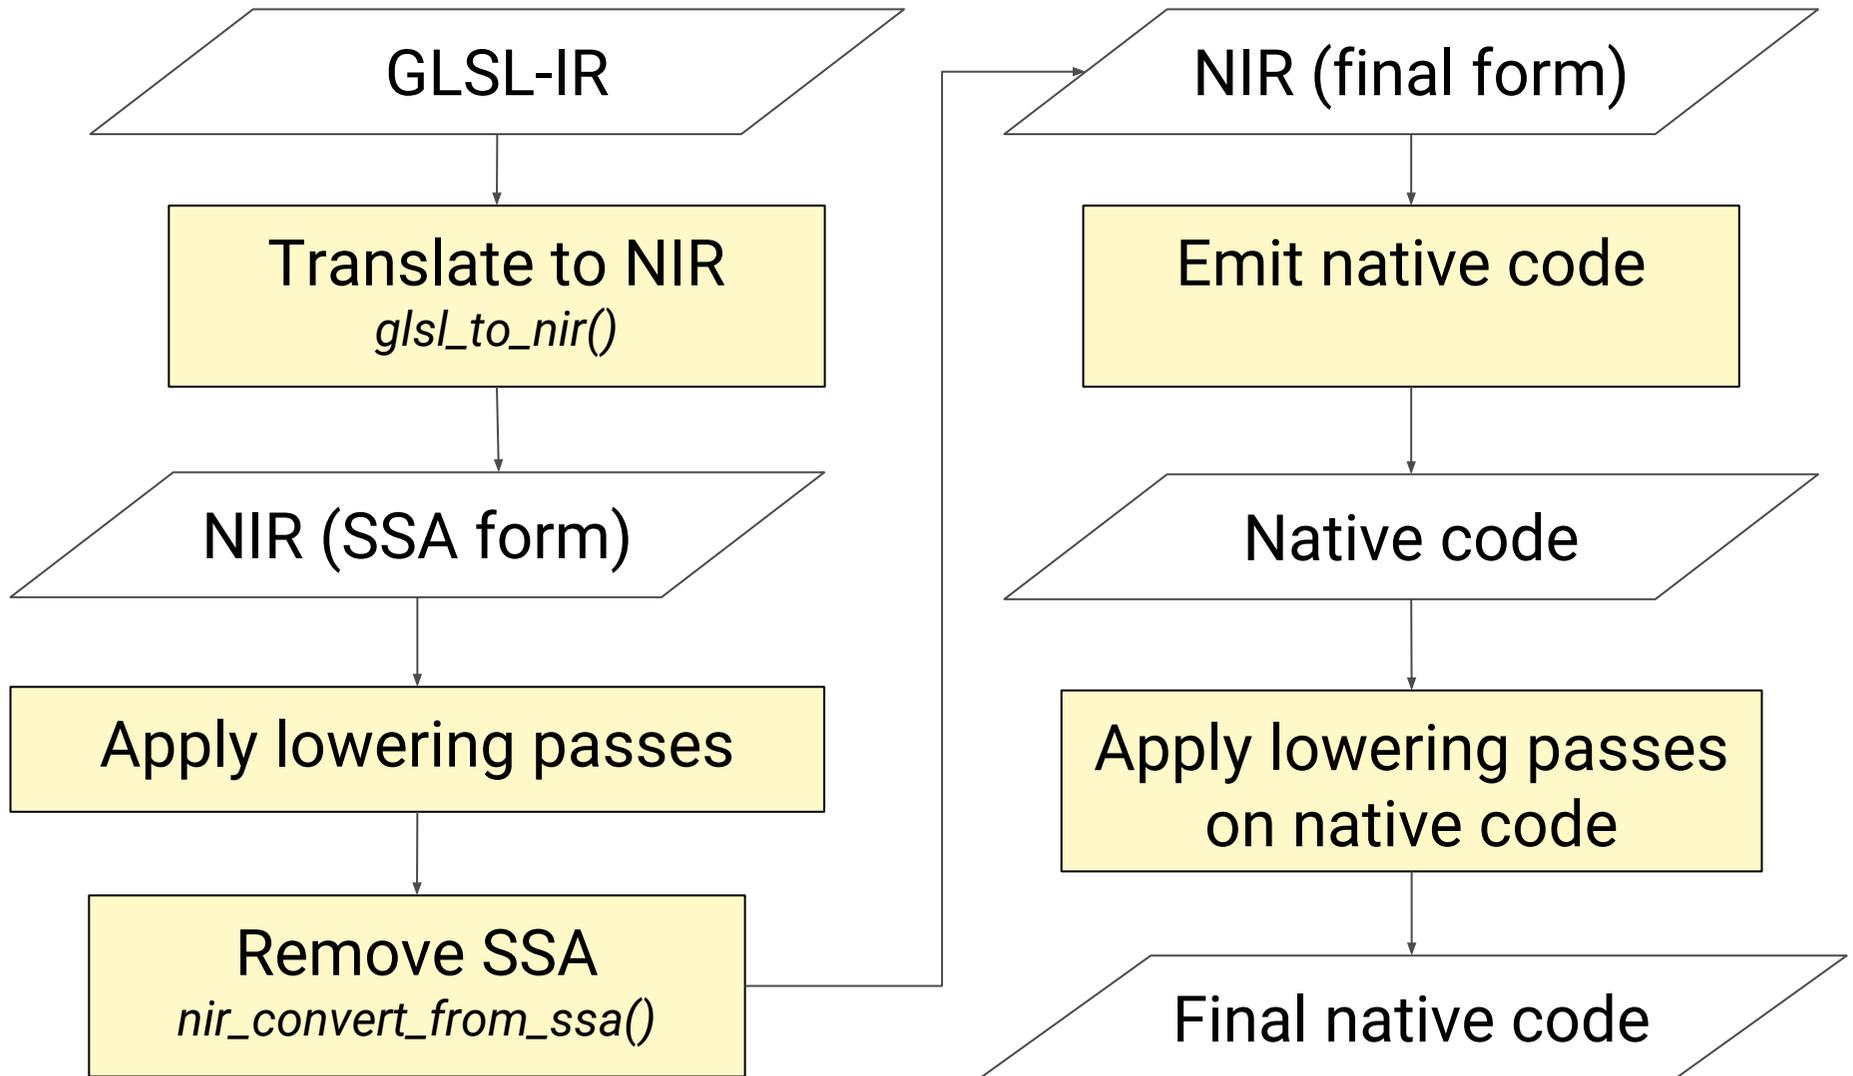 GLSL-IR
Translate to NIR
glsl_to_nir()
NIR (SSA form)
Apply lowering passes
Remove SSA
nir_convert_from_ssa()
NIR (final form)
Emit native code
Native code
Apply lowering passes
on native code
Final native code